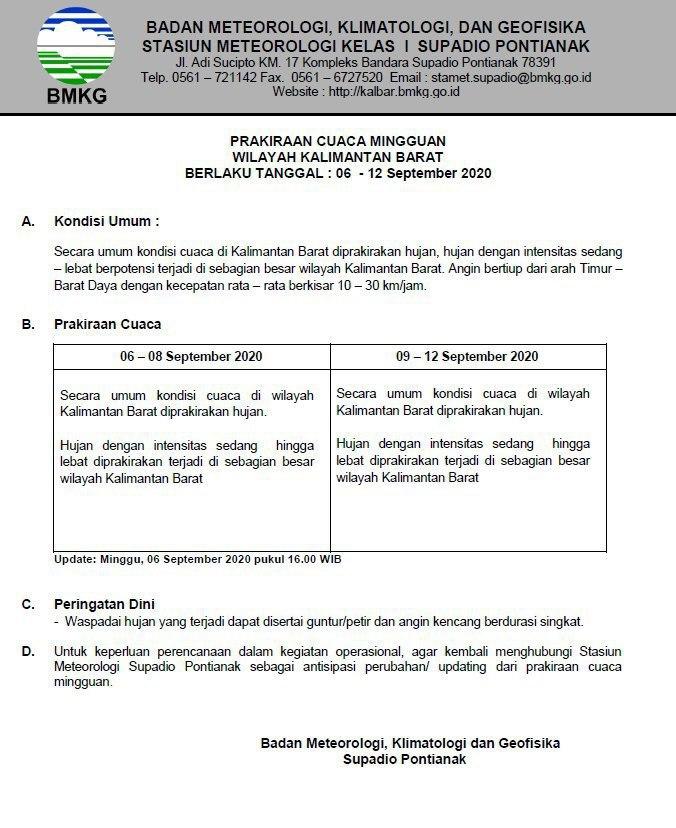 BMKG
BADAN METEOROLOGI, KLIMATOLOGI, DAN GEOFISIKA
STASIUN METEOROLOGI KELAS I SUPADIO PONTIANAK
Jl. Adi Sucipto KM. 17 Kompleks Bandara Supadio Pontianak 78391
Telp. 0561 – 721142 Fax. 0561 – 6727520 Email : stamet.supadio@bmkg.go.id
Website : http://kalbar.bmkg.go.id
PRAKIRAAN CUACA MINGGUAN
WILAYAH KALIMANTAN BARAT
BERLAKU TANGGAL : 06 - 12 September 2020
A. Kondisi Umum :
Secara umum kondisi cuaca di Kalimantan Barat diprakirakan hujan, hujan dengan intensitas sedang
– lebat berpotensi terjadi di sebagian besar wilayah Kalimantan Barat. Angin bertiup dari arah Timur –
Barat Daya dengan kecepatan rata – rata berkisar 10 – 30 km/jam.
B. Prakiraan Cuaca
06 – 08 September 2020
Secara umum kondisi cuaca di wilayah
Kalimantan Barat diprakirakan hujan.
Hujan dengan intensitas sedang hingga
lebat diprakirakan terjadi di sebagian besar
wilayah Kalimantan Barat
09 – 12 September 2020
Secara umum kondisi cuaca di wilayah
Kalimantan Barat diprakirakan hujan.
Hujan dengan intensitas sedang hingga
lebat diprakirakan terjadi di sebagian besar
wilayah Kalimantan Barat
Update: Minggu, 06 September 2020 pukul 16.00 WIB
C. Peringatan Dini
- Waspadai hujan yang terjadi dapat disertai guntur/petir dan angin kencang berdurasi singkat.
D. Untuk keperluan perencanaan dalam kegiatan operasional, agar kembali menghubungi Stasiun
Meteorologi Supadio Pontianak sebagai antisipasi perubahan/ updating dari prakiraan cuaca
mingguan.
Badan Meteorologi, Klimatologi dan Geofisika
Supadio Pontianak